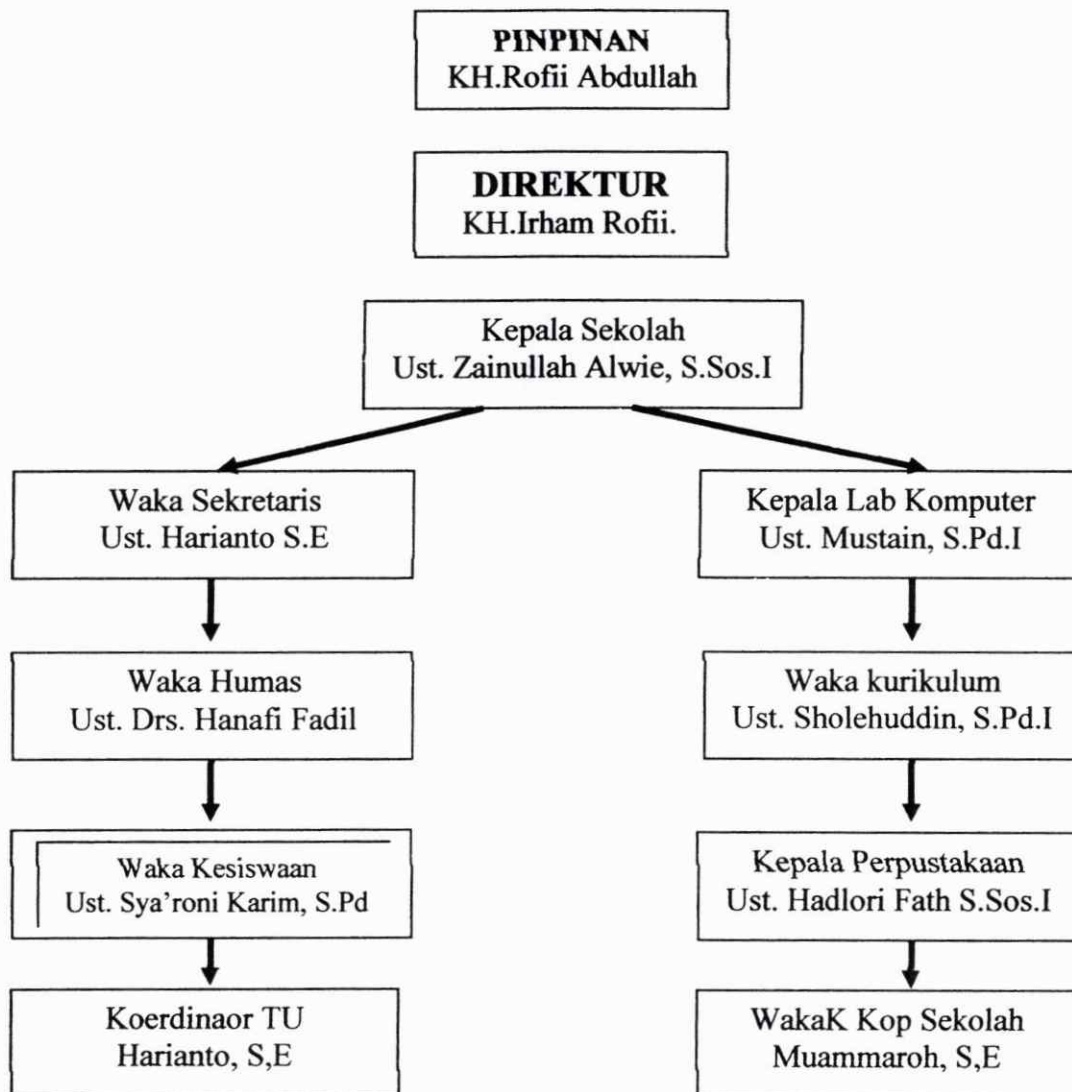 PINPINAN
KH.Rofii Abdullah
DIREKTUR
KH.Irham Rofii.
Kepala Sekolah
Ust. Zainullah Alwie, S.Sos.I
Waka Sekretaris
Ust. Harianto S.E
Kepala Lab Komputer
Ust. Mustain, S.Pd.I
Waka Humas
Ust. Drs. Hanafi Fadil
Waka kurikulum
Ust. Sholehuddin, S.Pd.I
Waka Kesiswaan
Ust. Sya'roni Karim, S.Pd
Kepala Perpustakaan
Ust. Hadlori Fath S.Sos.I
Koerdinaor TU
Harianto, S,E
WakaK Kop Sekolah
Muammaroh, S,E